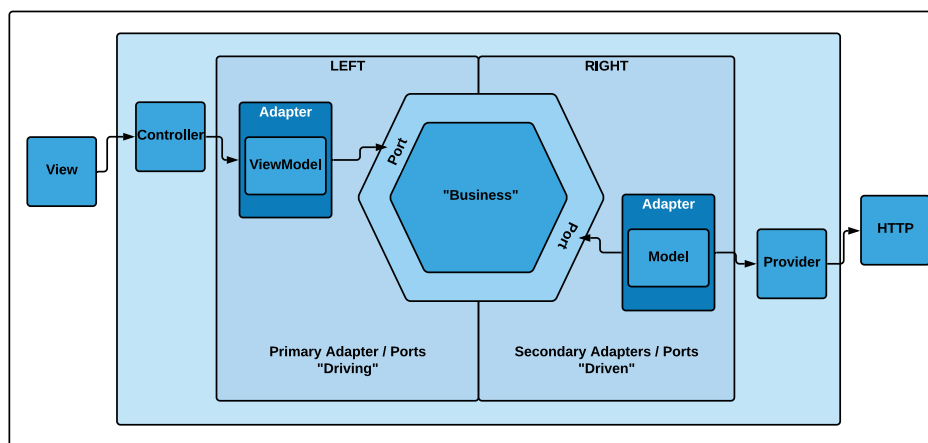 LEFT
RIGHT
View
Controller
Adapter
ViewModel
Port
"Business"
Port
Adapter
Model
Provider
HTTP
Primary Adapter / Ports
"Driving"
Secondary Adapters / Ports
"Driven"